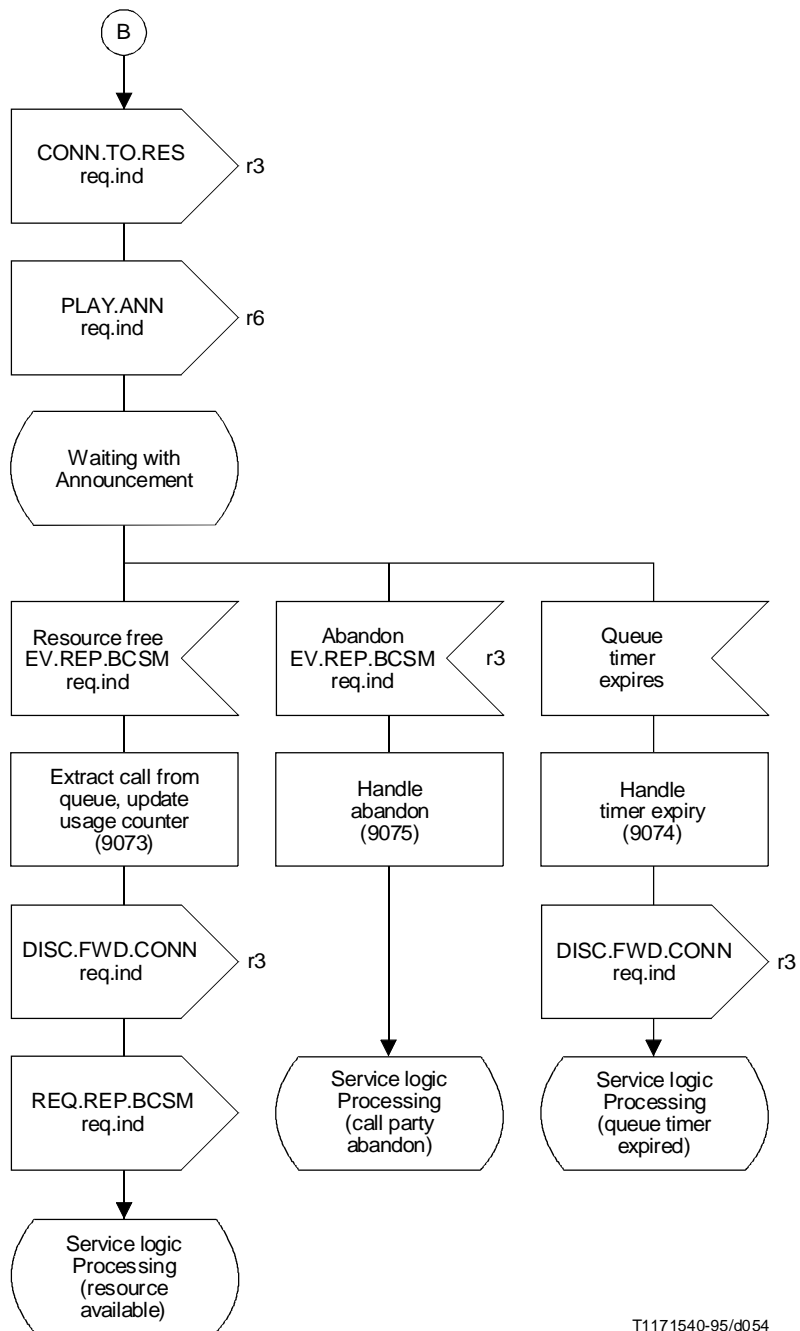 B
CONN.TO.RES
req.ind
r3
PLAY.ANN
req.ind
r6
Waiting with
Announcement
Resource free
EV.REP.BCSM
req.ind
Abandon
EV.REP.BCSM
req.ind
r3
Queue
timer
expires
Extract call from
queue, update
usage counter
(9073)
Handle
abandon
(9075)
Handle
timer expiry
(9074)
DISC.FWD.CONN
req.ind
r3
DISC.FWD.CONN
req.ind
r3
REQ.REP.BCSM
req.ind
Service logic
Processing
(call party
abandon)
Service logic
Processing
(queue timer
expired)
Service logic
Processing
(resource
available)
T1171540-95/d054